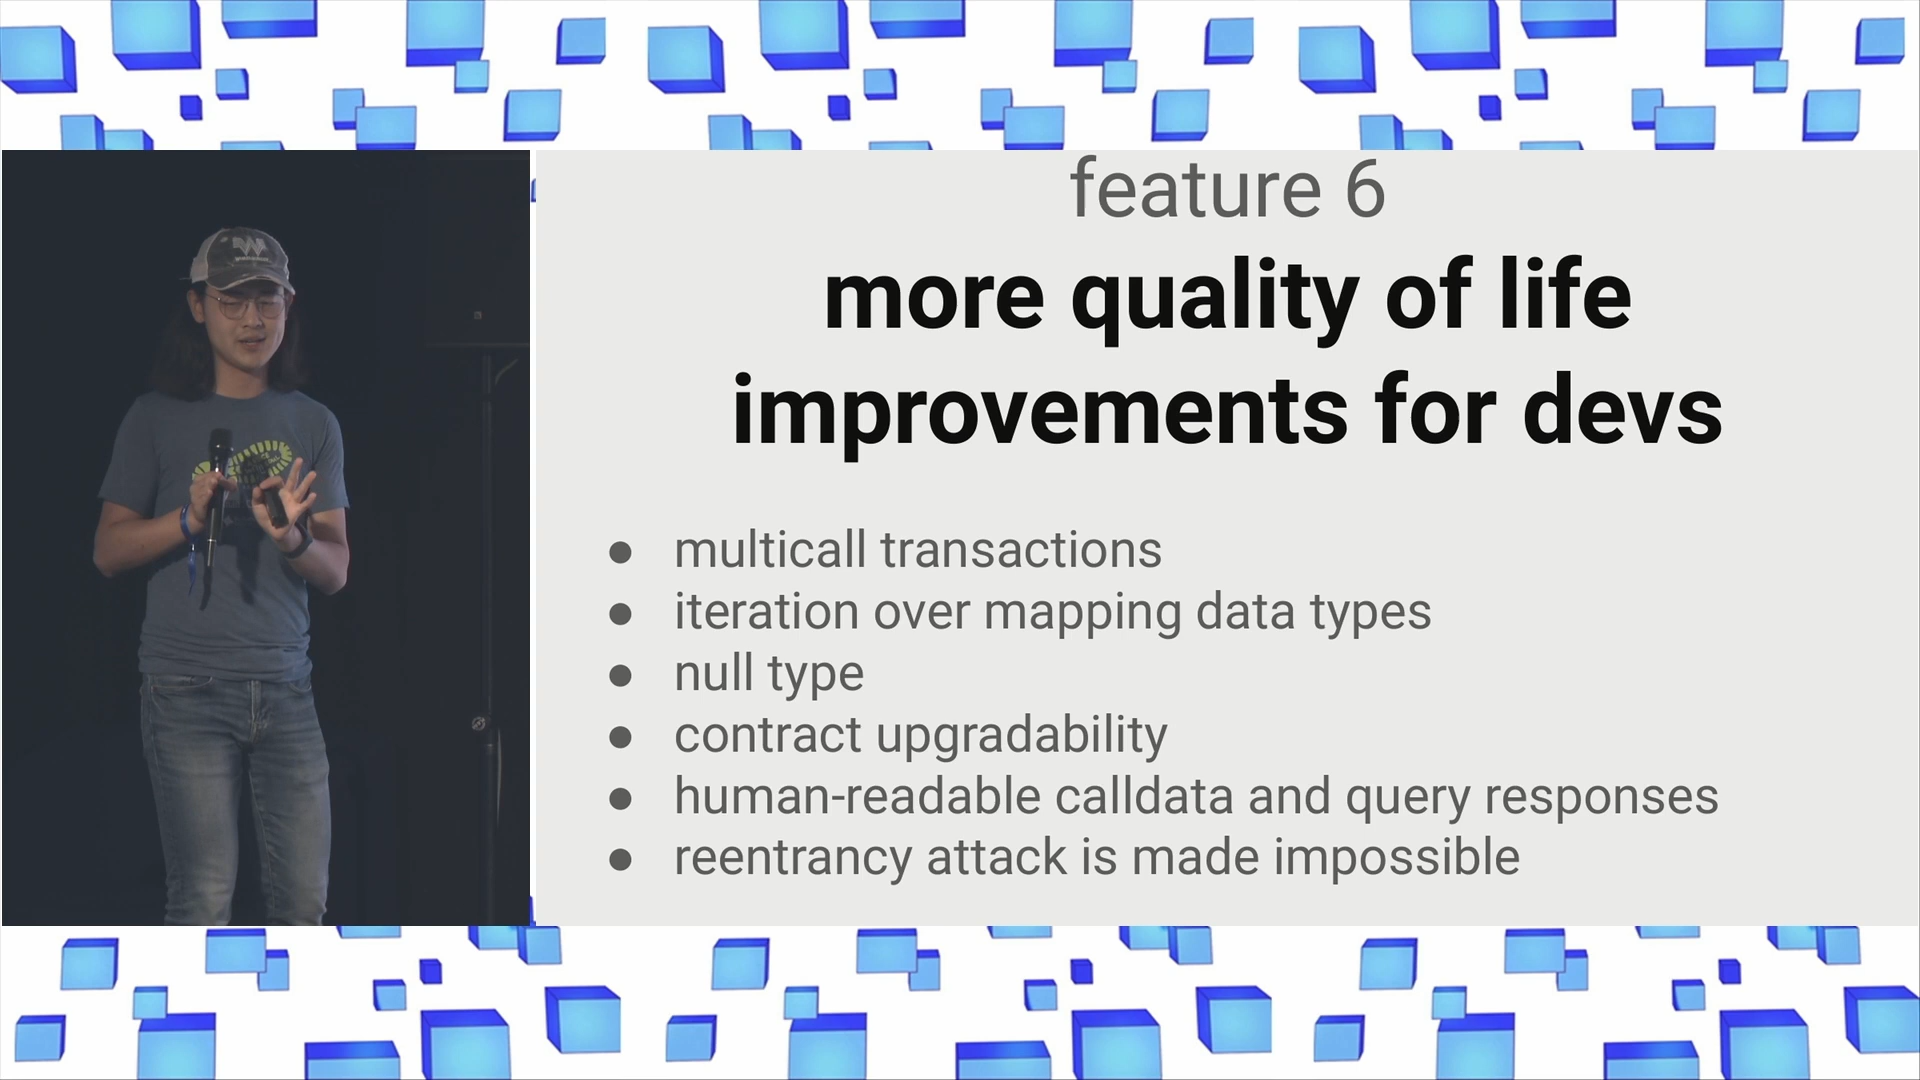 feature 6
more quality of life
improvements for devs
● multicall transactions
● iteration over mapping data types
● null type
● contract upgradability
● human-readable calldata and query responses
● reentrancy attack is made impossible
W